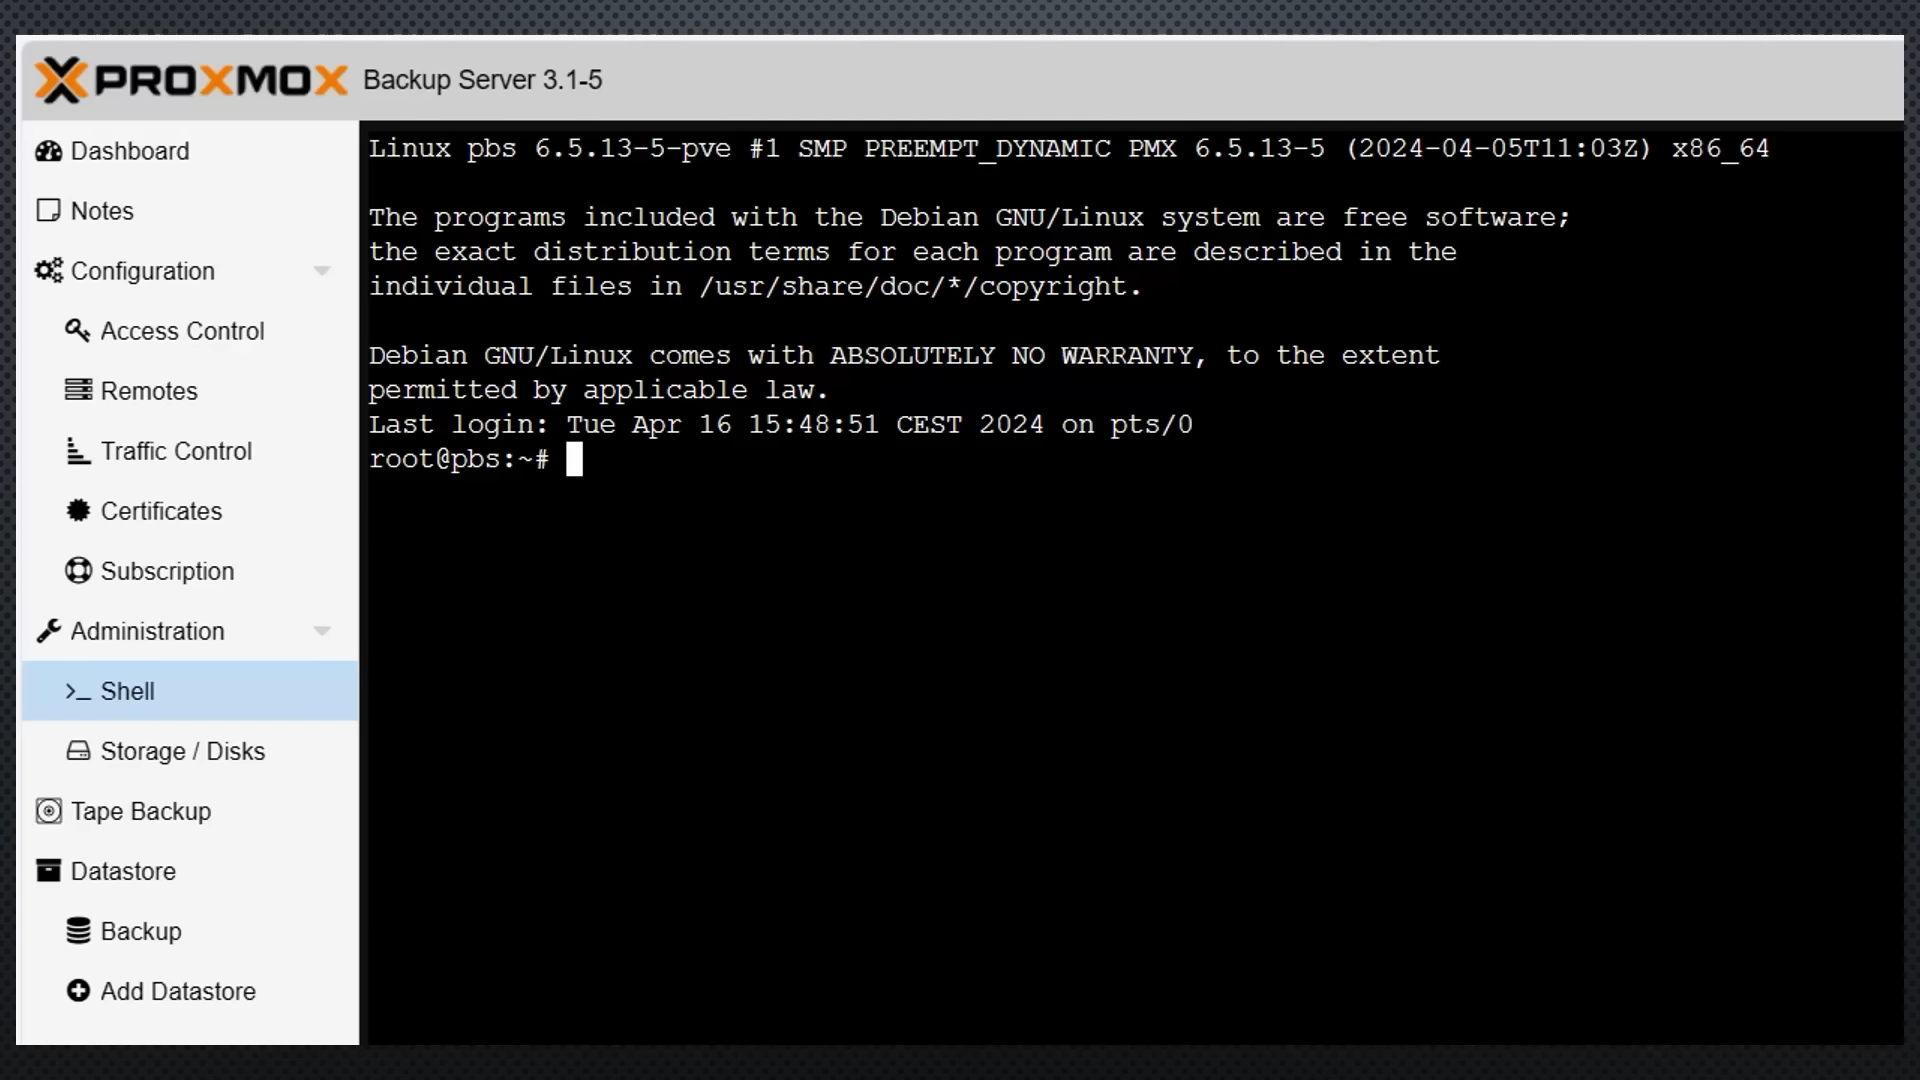 PROXMOX Backup Server 3.1-5
Dashboard
Notes
Configuration
Access Control
Remotes
Traffic Control
Certificates
Subscription
Administration
>_ Shell
Storage / Disks
Tape Backup
Datastore
Backup
Add Datastore
Linux pbs 6.5.13-5-pve #1 SMP PREEMPT_DYNAMIC PMX 6.5.13-5 (2024-04-05T11:03Z) x86_64
The programs included with the Debian GNU/Linux system are free software;
the exact distribution terms for each program are described in the
individual files in /usr/share/doc/*/copyright.
Debian GNU/Linux comes with ABSOLUTELY NO WARRANTY, to the extent
permitted by applicable law.
Last login: Tue Apr 16 15:48:51 CEST 2024 on pts/0
root@pbs:~#